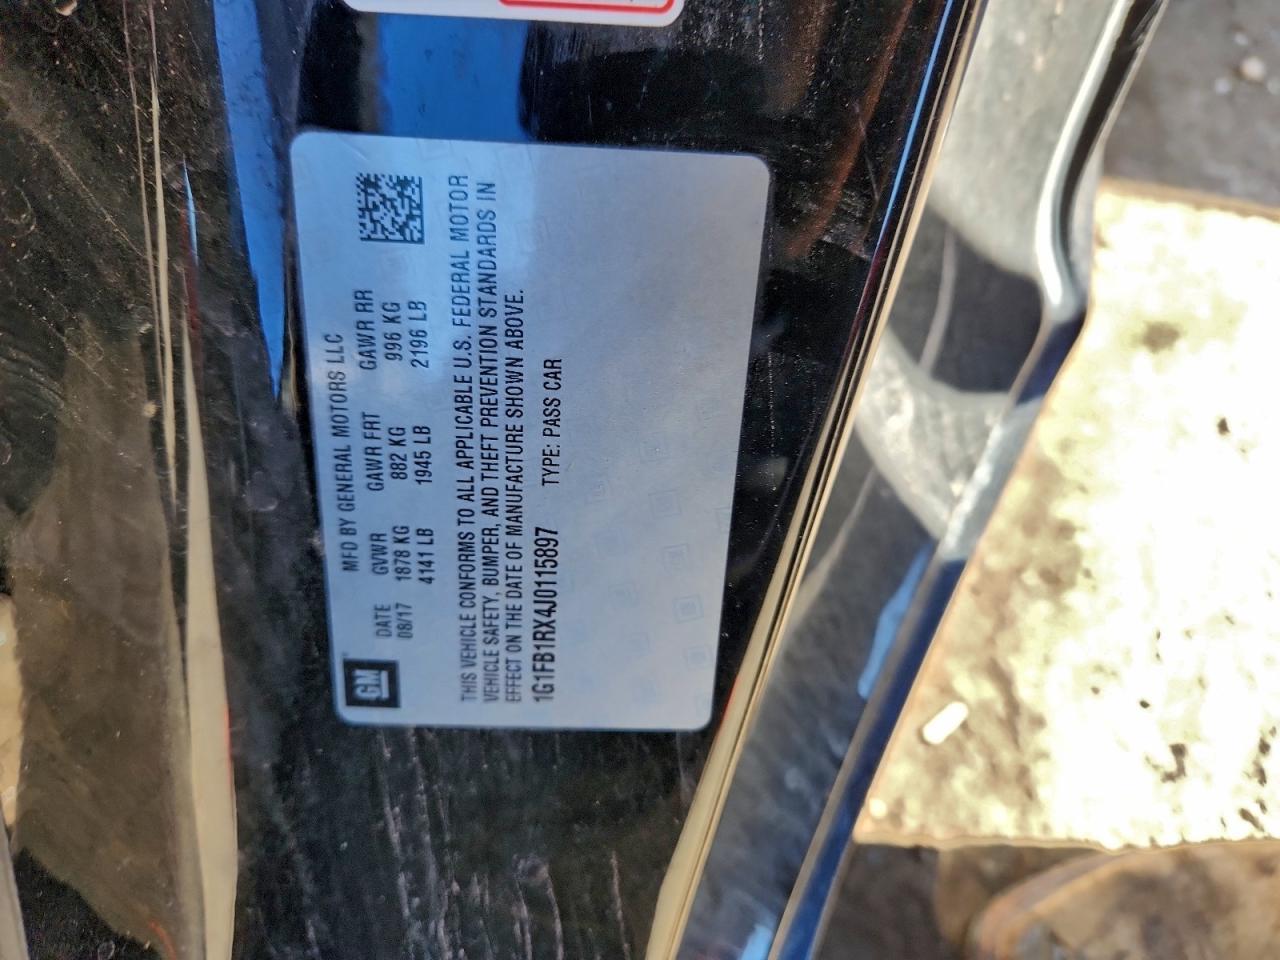 GM
MFD BY GENERAL MOTORS LLC
DATE GVWR GAWR FRT GAWR RR
08/17 1878 KG 882 KG 996 KG
4141 LB 1945 LB 2196 LB
THIS VEHICLE CONFORMS TO ALL APPLICABLE U.S. FEDERAL MOTOR
VEHICLE SAFETY, BUMPER, AND THEFT PREVENTION STANDARDS IN
EFFECT ON THE DATE OF MANUFACTURE SHOWN ABOVE.
1G1FB1RX4J0115897 TYPE: PASS CAR